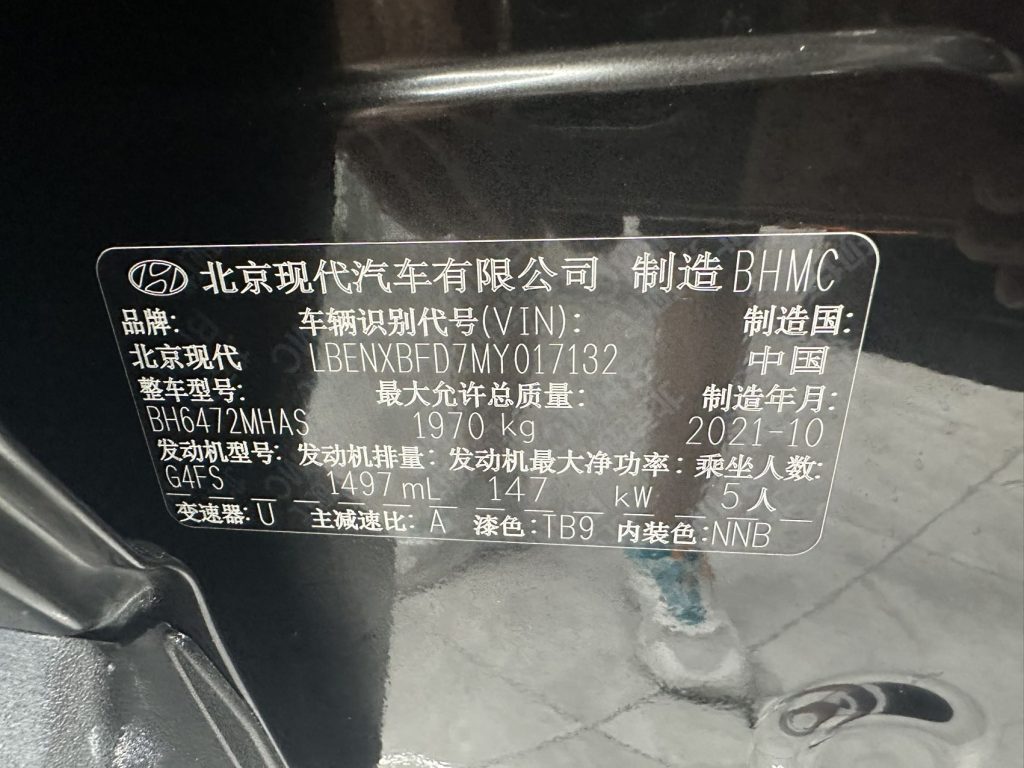 北京现代汽车有限公司 制造 BHMC
品牌: 车辆识别代号(VIN): 制造国:
北京现代 LBENXBFD7MY017132 中国
整车型号: 最大允许总质量: 制造年月:
BH6472MHAS 1970 kg 2021-10
发动机型号: 发动机排量: 发动机最大净功率: 乘坐人数:
G4FS 1497 mL 147 kW 5人
变速器: U 主减速比: A 漆色: TB9 内装色: NNB